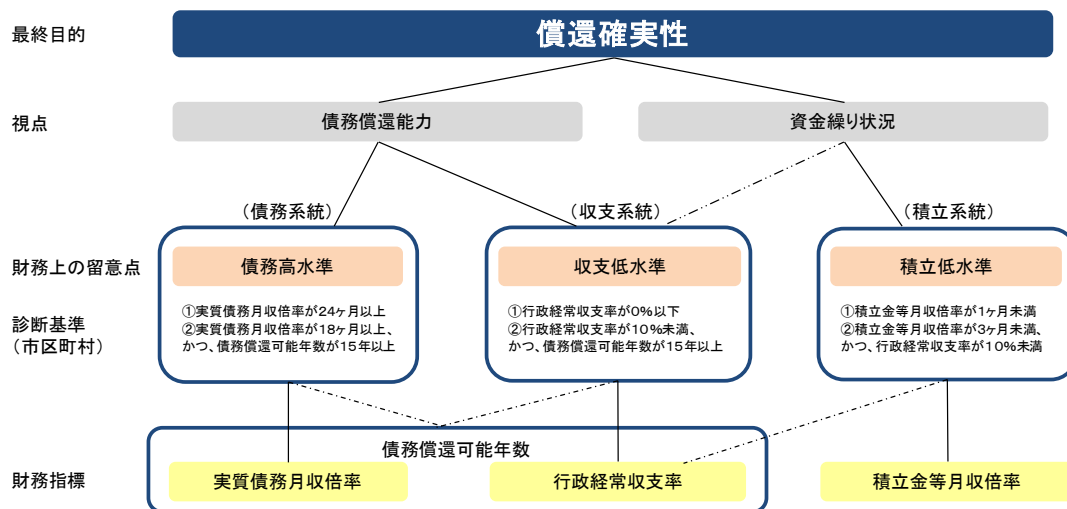 最終目的
償還確実性
視点
債務償還能力
資金繰り状況
（債務系統）
（収支系統）
（積立系統）
財務上の留意点
債務高水準
収支低水準
積立低水準
診断基準
（市区町村）
①実質債務月収倍率が24ヶ月以上
②実質債務月収倍率が18ヶ月以上、
かつ、債務償還可能年数が15年以上
①行政経常収支率が0％以下
②行政経常収支率が10％未満、
かつ、債務償還可能年数が15年以上
①積立金等月収倍率が1ヶ月未満
②積立金等月収倍率が3ヶ月未満、
かつ、行政経常収支率が10％未満
債務償還可能年数
財務指標
実質債務月収倍率
行政経常収支率
積立金等月収倍率